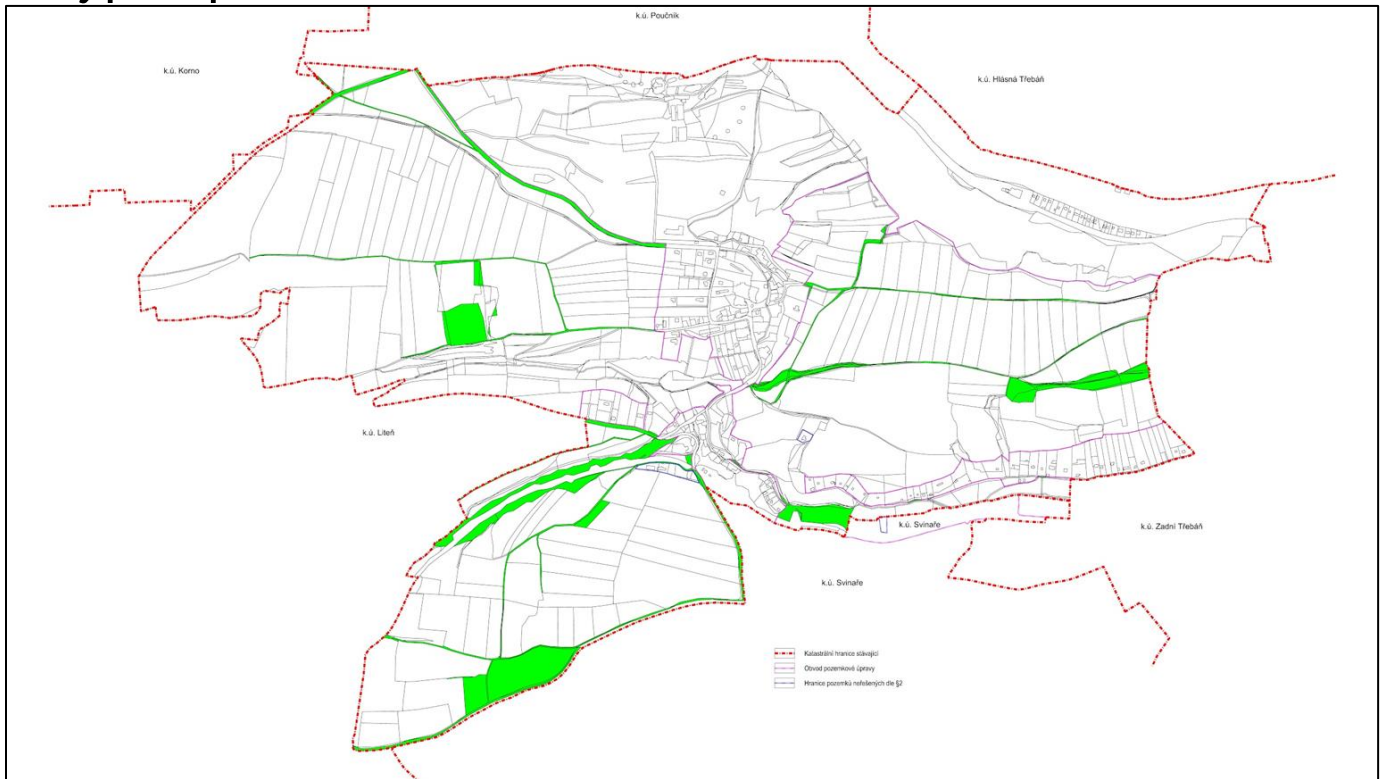 k.ú. Poučník
k.ú. Korno
k.ú. Hlásná Třebáň
k.ú. Liteň
k.ú. Svinaře
k.ú. Zadní Třebáň
k.ú. Svinaře
Katastrální hranice stávající
Obvod pozemkové úpravy
Hranice pozemků neřešených dle §2